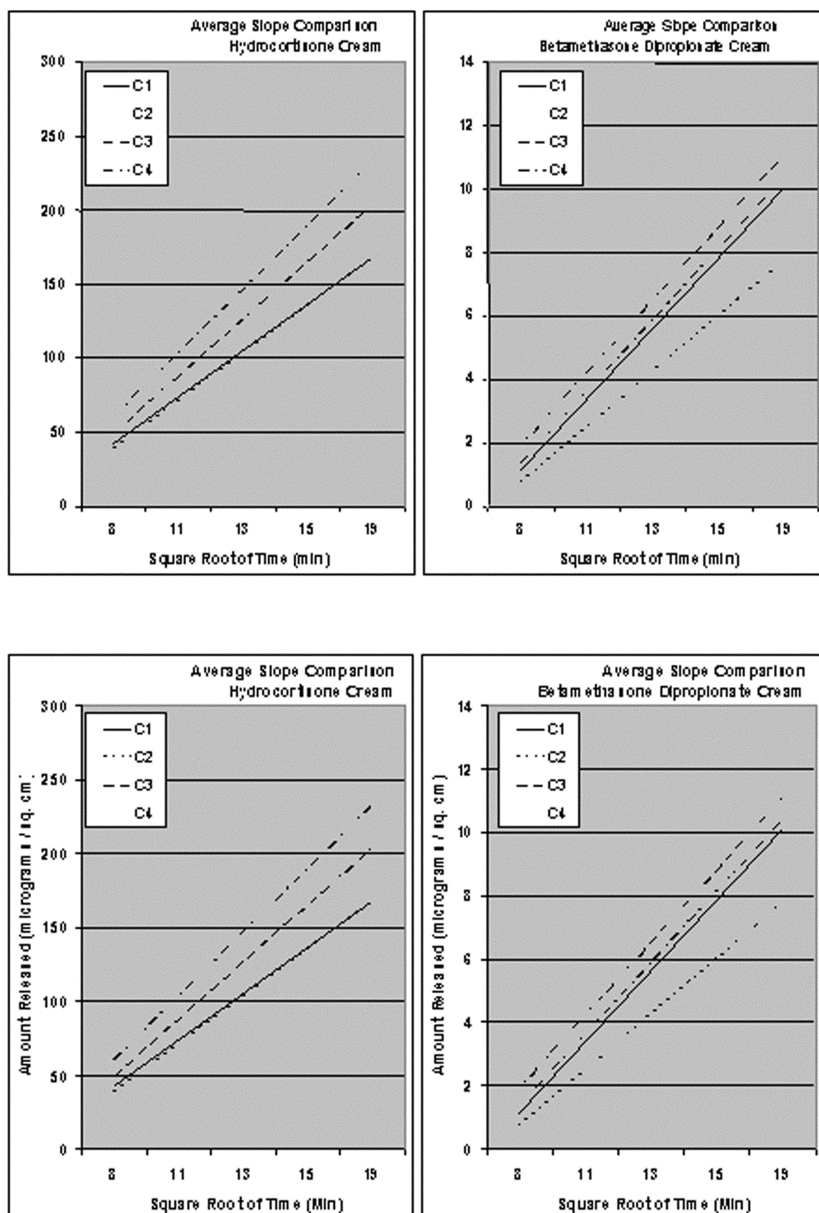 Average Slope Comparison
Hydrocortisone Cream
300
250
200
150
100
50
0
C1
C2
C3
C4
8 11 13 15 19
Square Root of Time (min)
Average Slope Comparison
Betamethasone Dipropionate Cream
14
12
10
8
6
4
2
0
C1
C2
C3
C4
8 11 13 15 19
Square Root of Time (min)
Average Slope Comparison
Hydrocortisone Cream
Amount Released (micrograms / sq. cm)
300
250
200
150
100
50
0
C1
C2
C3
C4
8 11 13 15 19
Square Root of Time (Min)
Average Slope Comparison
Betamethasone Dipropionate Cream
Amount Released (micrograms / sq. cm)
14
12
10
8
6
4
2
0
C1
C2
C3
C4
8 11 13 15 19
Square Root of Time (Min)